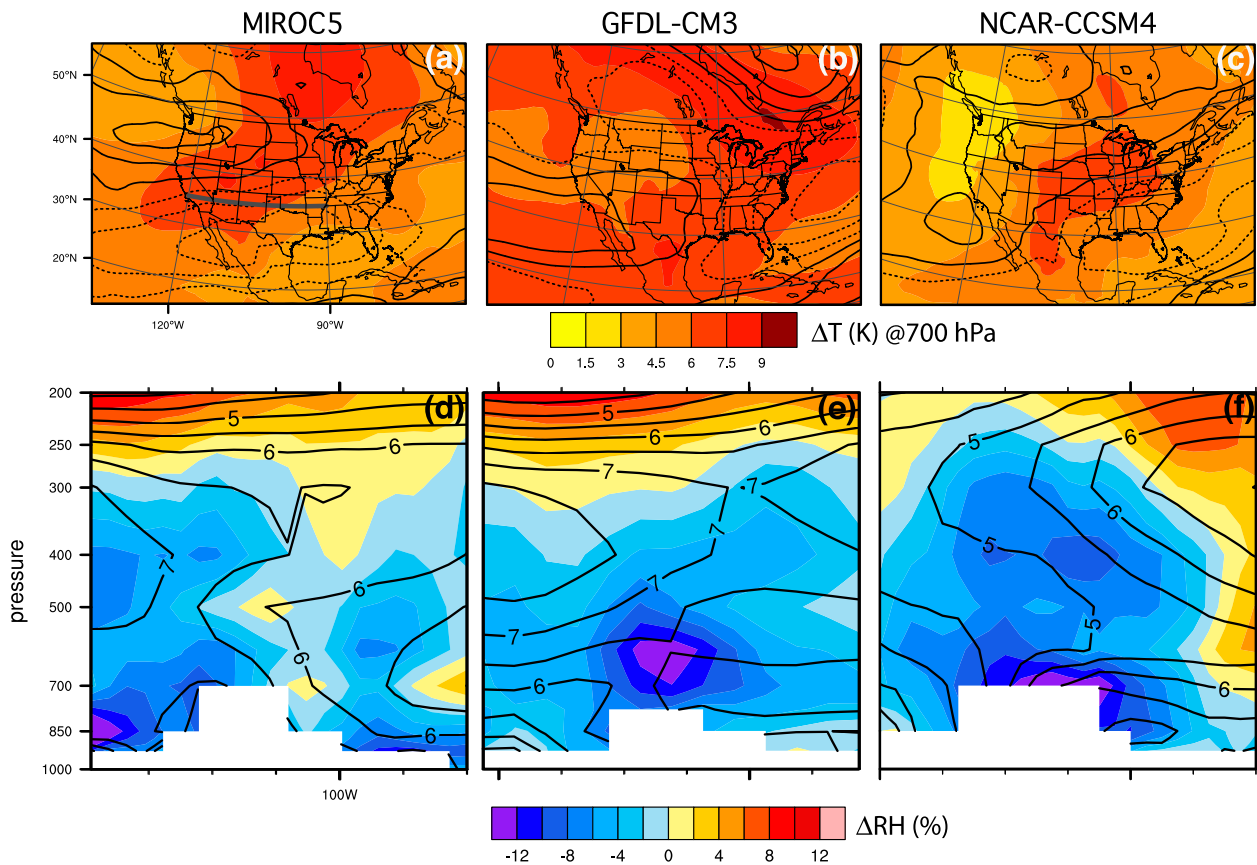 MIROC5 GFDL-CM3 NCAR-CCSM4
(a) (b) (c)
50°N
40°N
30°N
20°N
120°W 90°W
0 1.5 3 4.5 6 7.5 9
ΔT (K) @700 hPa
(d) (e) (f)
200
250
300
400
500
700
850
1000
pressure
5 6 7 6 6 6
5 6 7 7 7 7 6
5 6 6 5 5 6
100W
-12 -8 -4 0 4 8 12
ΔRH (%)